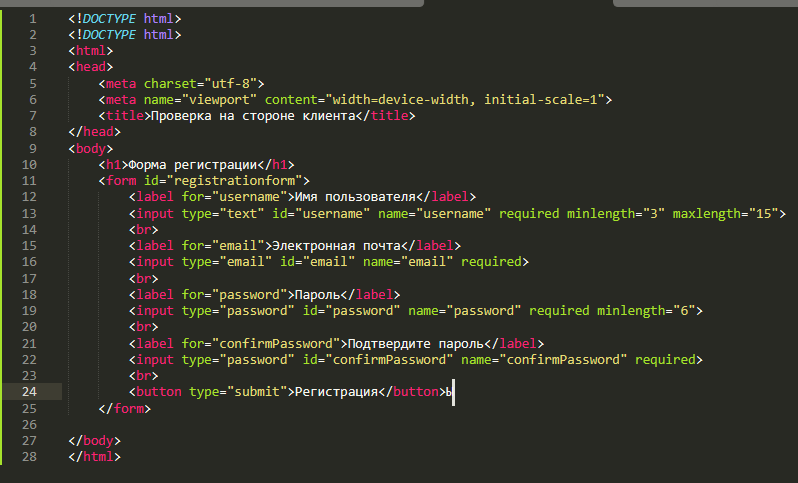 1 <!DOCTYPE html>
2 <!DOCTYPE html>
3 <html>
4 <head>
5     <meta charset="utf-8">
6     <meta name="viewport" content="width=device-width, initial-scale=1">
7     <title>Проверка на стороне клиента</title>
8 </head>
9 <body>
10     <h1>Форма регистрации</h1>
11     <form id="registrationform">
12         <label for="username">Имя пользователя</label>
13         <input type="text" id="username" name="username" required minlength="3" maxlength="15">
14         <br>
15         <label for="email">Электронная почта</label>
16         <input type="email" id="email" name="email" required>
17         <br>
18         <label for="password">Пароль</label>
19         <input type="password" id="password" name="password" required minlength="6">
20         <br>
21         <label for="confirmPassword">Подтвердите пароль</label>
22         <input type="password" id="confirmPassword" name="confirmPassword" required>
23         <br>
24         <button type="submit">Регистрация</button>Ь
25     </form>
26
27 </body>
28 </html>